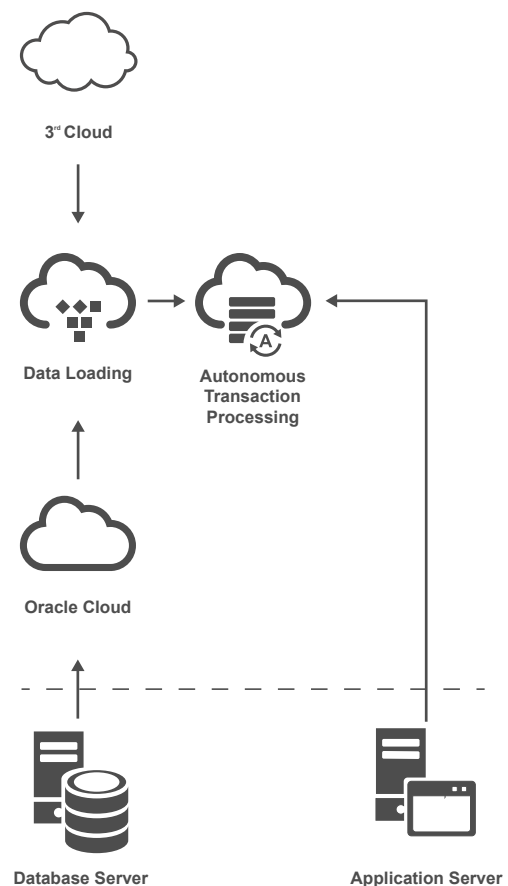 3rd Cloud
Data Loading
Autonomous
Transaction
Processing
A
Oracle Cloud
Database Server
Application Server